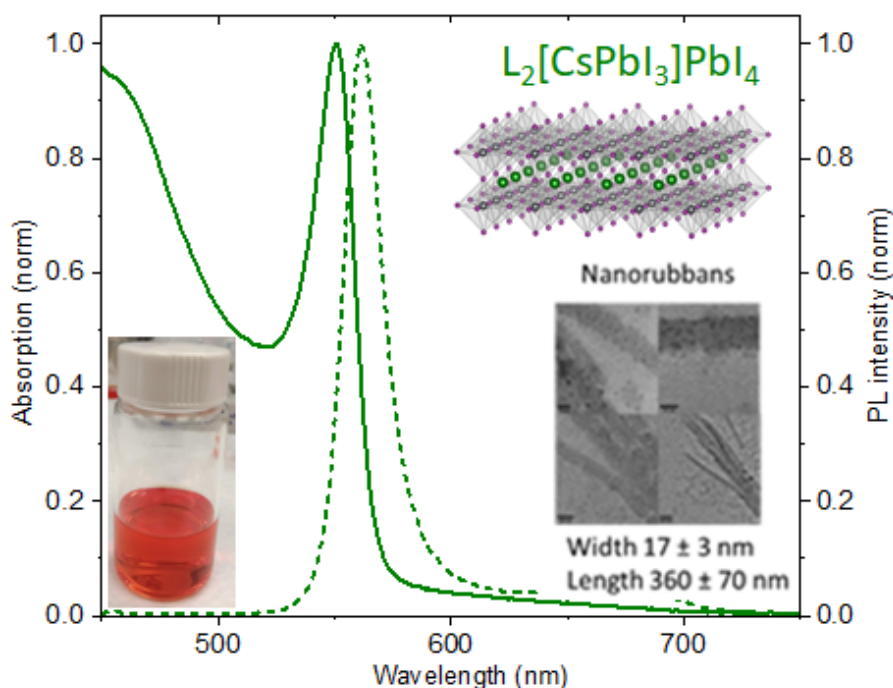 L₂[CsPbI₃]PbI₄
1.0
0.8
0.6
0.4
0.2
0.0
Absorption (norm)
1.0
0.8
0.6
0.4
0.2
0.0
PL intensity (norm)
Nanorubbans
Width 17 ± 3 nm
Length 360 ± 70 nm
500
600
700
Wavelength (nm)